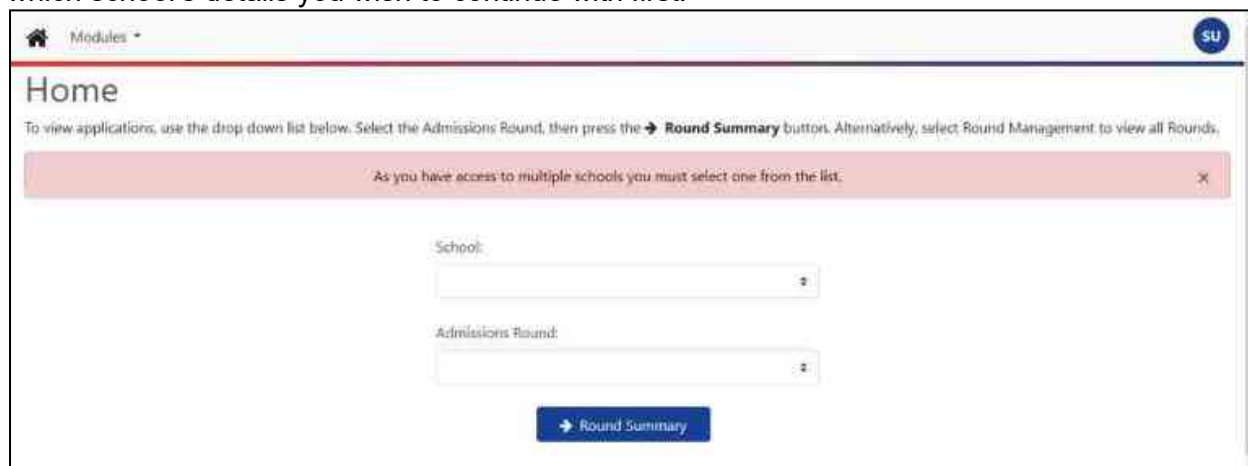 which school's details you wish to continue with first.
Modules
SU
Home
To view applications, use the drop down list below. Select the Admissions Round, then press the → Round Summary button. Alternatively, select Round Management to view all Rounds.
As you have access to multiple schools you must select one from the list. ×
School:
Admissions Round:
→ Round Summary